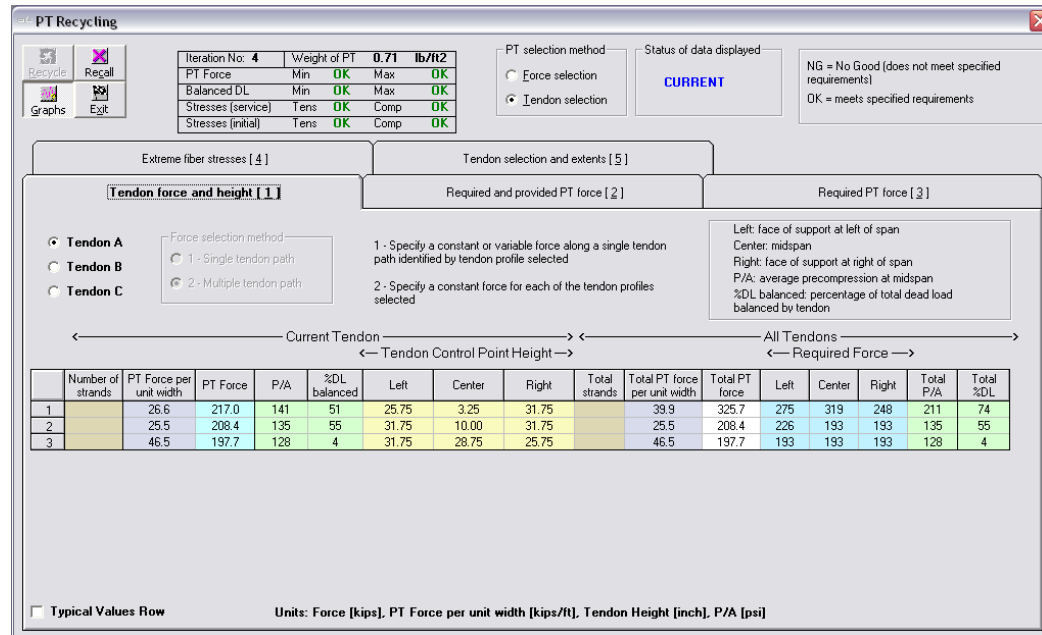 PT Recycling
Recycle Recall
Graphs Exit
Iteration No: 4 Weight of PT 0.71 lb/ft2
PT Force Min OK Max OK
Balanced DL Min OK Max OK
Stresses (service) Tens OK Comp OK
Stresses (initial) Tens OK Comp OK
PT selection method
Force selection
Tendon selection
Status of data displayed
CURRENT
NG = No Good (does not meet specified
requirements)
OK = meets specified requirements
Extreme fiber stresses [ 4 ] Tendon selection and extents [ 5 ]
Tendon force and height [ 1 ] Required and provided PT force [ 2 ] Required PT force [ 3 ]
Tendon A
Tendon B
Tendon C
Force selection method
1 - Single tendon path
2 - Multiple tendon path
1 - Specify a constant or variable force along a single tendon
path identified by tendon profile selected
2 - Specify a constant force for each of the tendon profiles
selected
Left: face of support at left of span
Center: midspan
Right: face of support at right of span
P/A: average precompression at midspan
%DL balanced: percentage of total dead load
balanced by tendon
Current Tendon All Tendons
Tendon Control Point Height Required Force
Number of strands PT Force per unit width PT Force P/A %DL balanced Left Center Right Total strands Total PT force per unit width Total PT force Left Center Right Total P/A Total %DL
1 26.6 217.0 141 51 25.75 3.25 31.75 39.9 325.7 275 319 248 211 74
2 25.5 208.4 135 55 31.75 10.00 31.75 25.5 208.4 226 193 193 135 55
3 46.5 197.7 128 4 31.75 28.75 25.75 46.5 197.7 193 193 193 128 4
Typical Values Row Units: Force [kips], PT Force per unit width [kips/ft], Tendon Height [inch], P/A [psi]